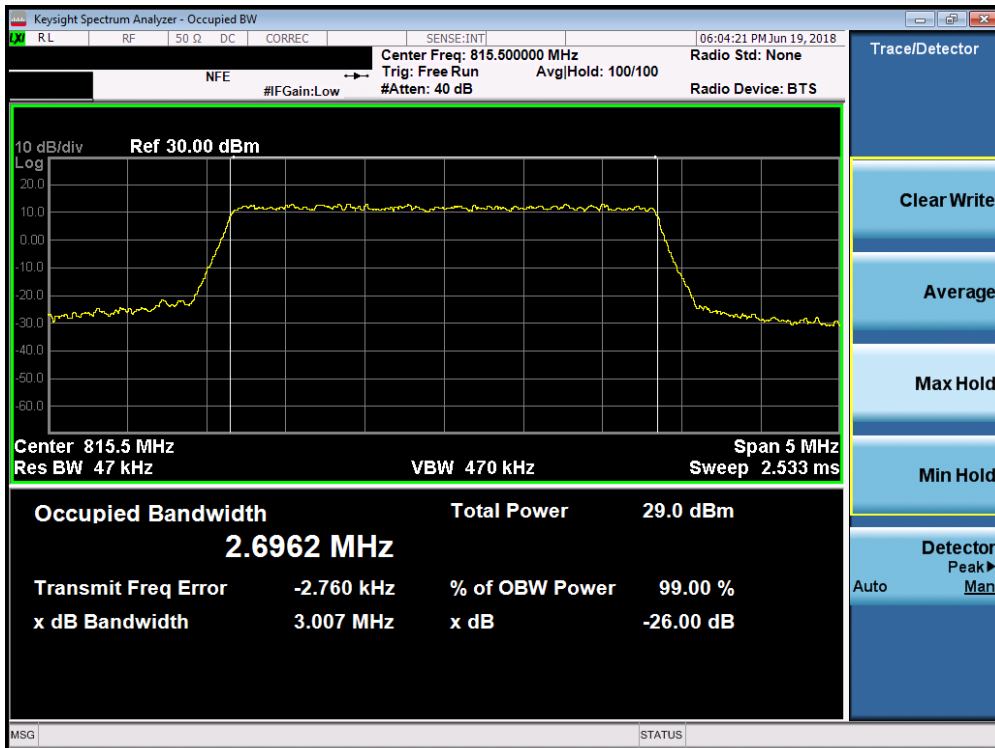 Keysight Spectrum Analyzer - Occupied BW
LXI RL RF 50 Ω DC CORREC SENSE:INT 06:04:21 PM Jun 19, 2018
Center Freq: 815.500000 MHz Radio Std: None
NFE Trig: Free Run Avg|Hold: 100/100
#IFGain:Low #Atten: 40 dB Radio Device: BTS
10 dB/div Ref 30.00 dBm
Log
20.0
10.0
0.00
-10.0
-20.0
-30.0
-40.0
-50.0
-60.0
Center 815.5 MHz Span 5 MHz
Res BW 47 kHz VBW 470 kHz Sweep 2.533 ms
Occupied Bandwidth Total Power 29.0 dBm
2.6962 MHz
Transmit Freq Error -2.760 kHz % of OBW Power 99.00 %
x dB Bandwidth 3.007 MHz x dB -26.00 dB
MSG STATUS
Trace/Detector
Clear Write
Average
Max Hold
Min Hold
Detector
Peak▶
Auto Man